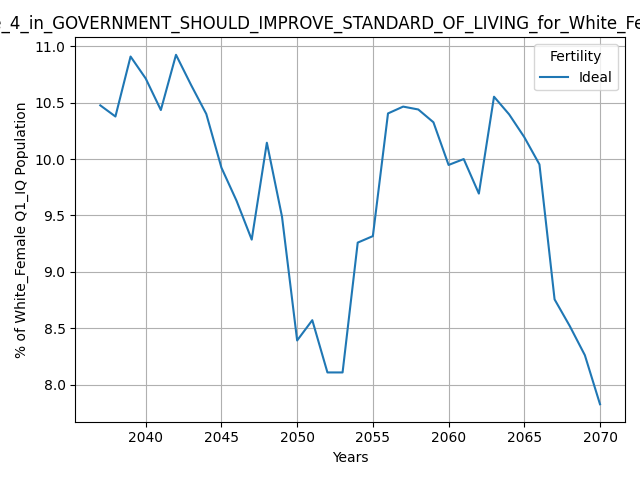 _4_in_GOVERNMENT_SHOULD_IMPROVE_STANDARD_OF_LIVING_for_White_Fe
11.0
10.5
10.0
9.5
9.0
8.5
8.0
% of White_Female Q1_IQ Population
Fertility
Ideal
2040 2045 2050 2055 2060 2065 2070
Years